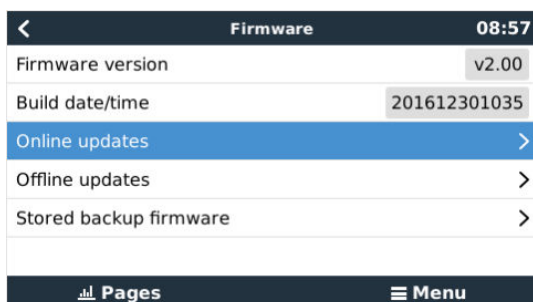 Firmware 08:57
Firmware version v2.00
Build date/time 201612301035
Online updates
Offline updates
Stored backup firmware
Pages Menu